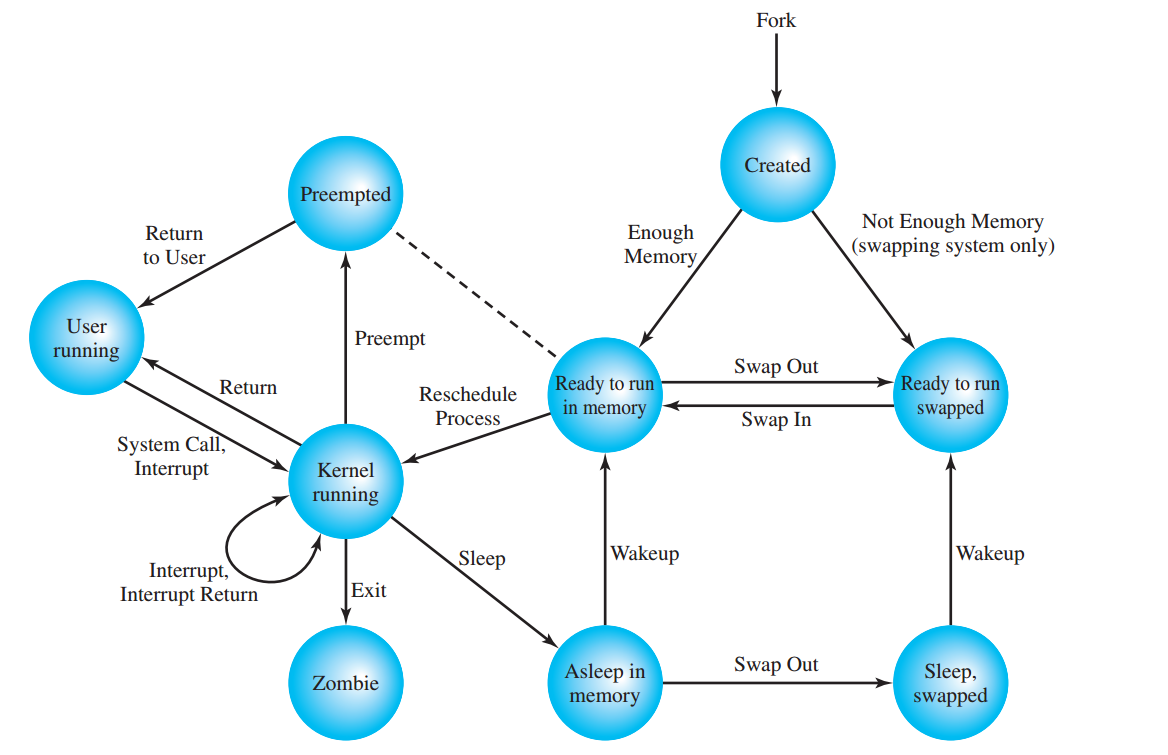 Fork
Created
Preempted
Not Enough Memory
(swapping system only)
Enough
Memory
Return
to User
User
running
Preempt
Swap Out
Ready to run
in memory
Ready to run
swapped
Return
Reschedule
Process
Swap In
System Call,
Interrupt
Kernel
running
Sleep
Wakeup
Wakeup
Interrupt,
Interrupt Return
Exit
Zombie
Asleep in
memory
Swap Out
Sleep,
swapped